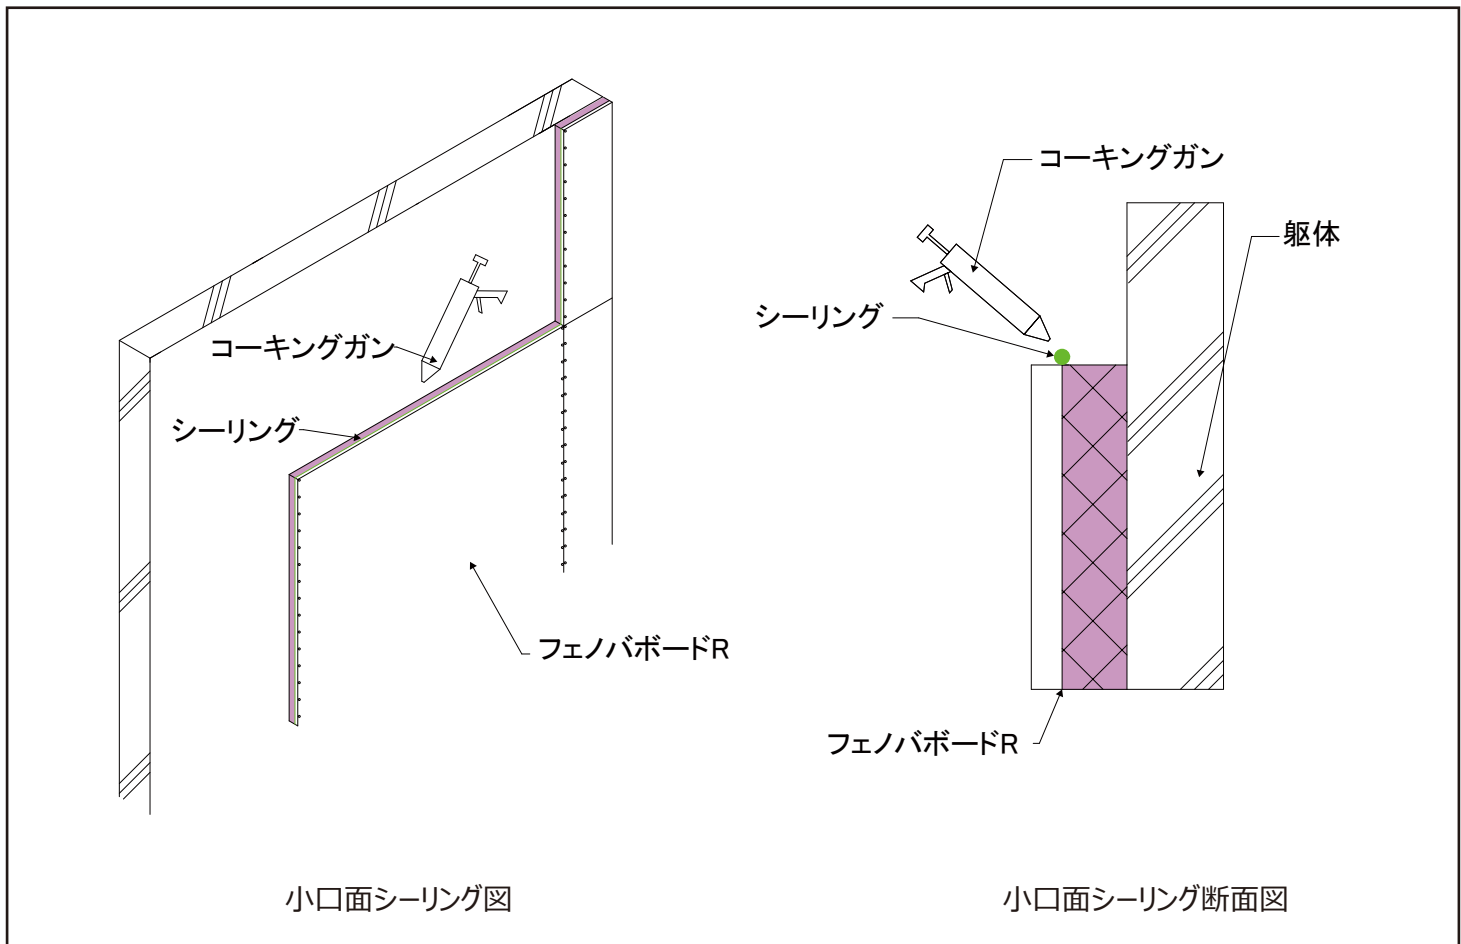 コーキングガン
シーリング
フェノバボードR
小口面シーリング図
コーキングガン
躯体
シーリング
フェノバボードR
小口面シーリング断面図